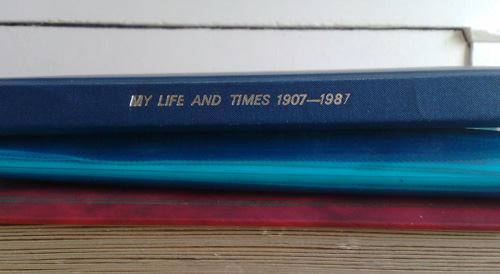 MY LIFE AND TIMES 1907—1987